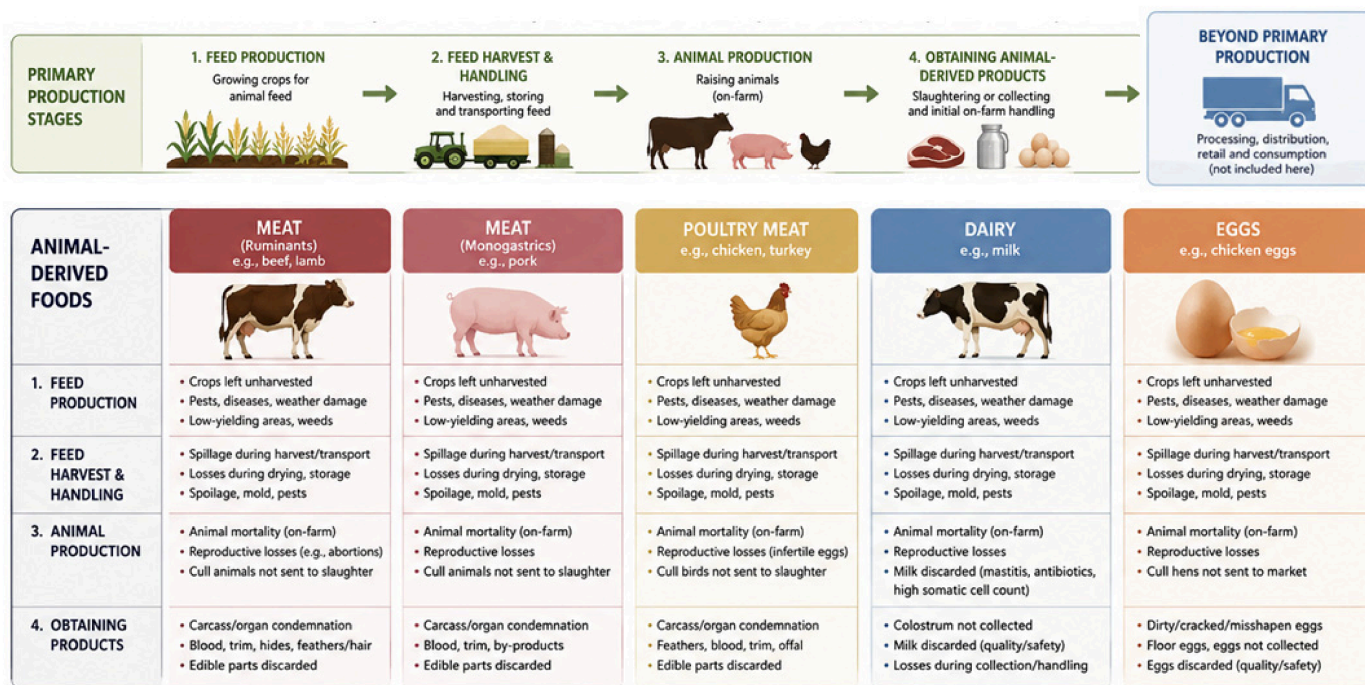 PRIMARY
PRODUCTION
STAGES
1. FEED PRODUCTION
Growing crops for
animal feed
2. FEED HARVEST &
HANDLING
Harvesting, storing
and transporting feed
3. ANIMAL PRODUCTION
Raising animals
(on-farm)
4. OBTAINING ANIMAL-
DERIVED PRODUCTS
Slaughtering or collecting
and initial on-farm handling
BEYOND PRIMARY
PRODUCTION
Processing, distribution,
retail and consumption
(not included here)
ANIMAL-
DERIVED
FOODS
MEAT
(Ruminants)
e.g., beef, lamb
MEAT
(Monogastrics)
e.g., pork
POULTRY MEAT
e.g., chicken, turkey
DAIRY
e.g., milk
EGGS
e.g., chicken eggs
1. FEED
PRODUCTION
• Crops left unharvested
• Pests, diseases, weather damage
• Low-yielding areas, weeds
• Crops left unharvested
• Pests, diseases, weather damage
• Low-yielding areas, weeds
• Crops left unharvested
• Pests, diseases, weather damage
• Low-yielding areas, weeds
• Crops left unharvested
• Pests, diseases, weather damage
• Low-yielding areas, weeds
• Crops left unharvested
• Pests, diseases, weather damage
• Low-yielding areas, weeds
2. FEED
HARVEST &
HANDLING
• Spillage during harvest/transport
• Losses during drying, storage
• Spoilage, mold, pests
• Spillage during harvest/transport
• Losses during drying, storage
• Spoilage, mold, pests
• Spillage during harvest/transport
• Losses during drying, storage
• Spoilage, mold, pests
• Spillage during harvest/transport
• Losses during drying, storage
• Spoilage, mold, pests
• Spillage during harvest/transport
• Losses during drying, storage
• Spoilage, mold, pests
3. ANIMAL
PRODUCTION
• Animal mortality (on-farm)
• Reproductive losses (e.g., abortions)
• Cull animals not sent to slaughter
• Animal mortality (on-farm)
• Reproductive losses
• Cull animals not sent to slaughter
• Animal mortality (on-farm)
• Reproductive losses (infertile eggs)
• Cull birds not sent to slaughter
• Animal mortality (on-farm)
• Reproductive losses
• Milk discarded (mastitis, antibiotics,
high somatic cell count)
• Animal mortality (on-farm)
• Reproductive losses
• Cull hens not sent to market
4. OBTAINING
PRODUCTS
• Carcass/organ condemnation
• Blood, trim, hides, feathers/hair
• Edible parts discarded
• Carcass/organ condemnation
• Blood, trim, by-products
• Edible parts discarded
• Carcass/organ condemnation
• Feathers, blood, trim, offal
• Edible parts discarded
• Colostrum not collected
• Milk discarded (quality/safety)
• Losses during collection/handling
• Dirty/cracked/misshapen eggs
• Floor eggs, eggs not collected
• Eggs discarded (quality/safety)